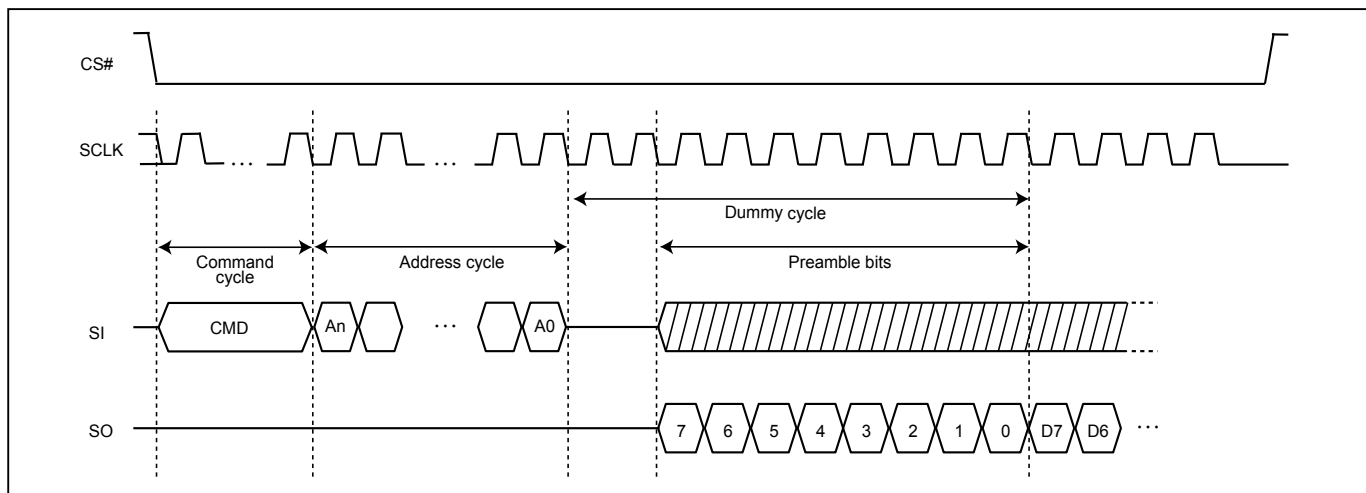 CS#
SCLK
...
...
Dummy cycle
Command
cycle
Address cycle
Preamble bits
SI
CMD
An
...
A0
SO
7 6 5 4 3 2 1 0 D7 D6 ...